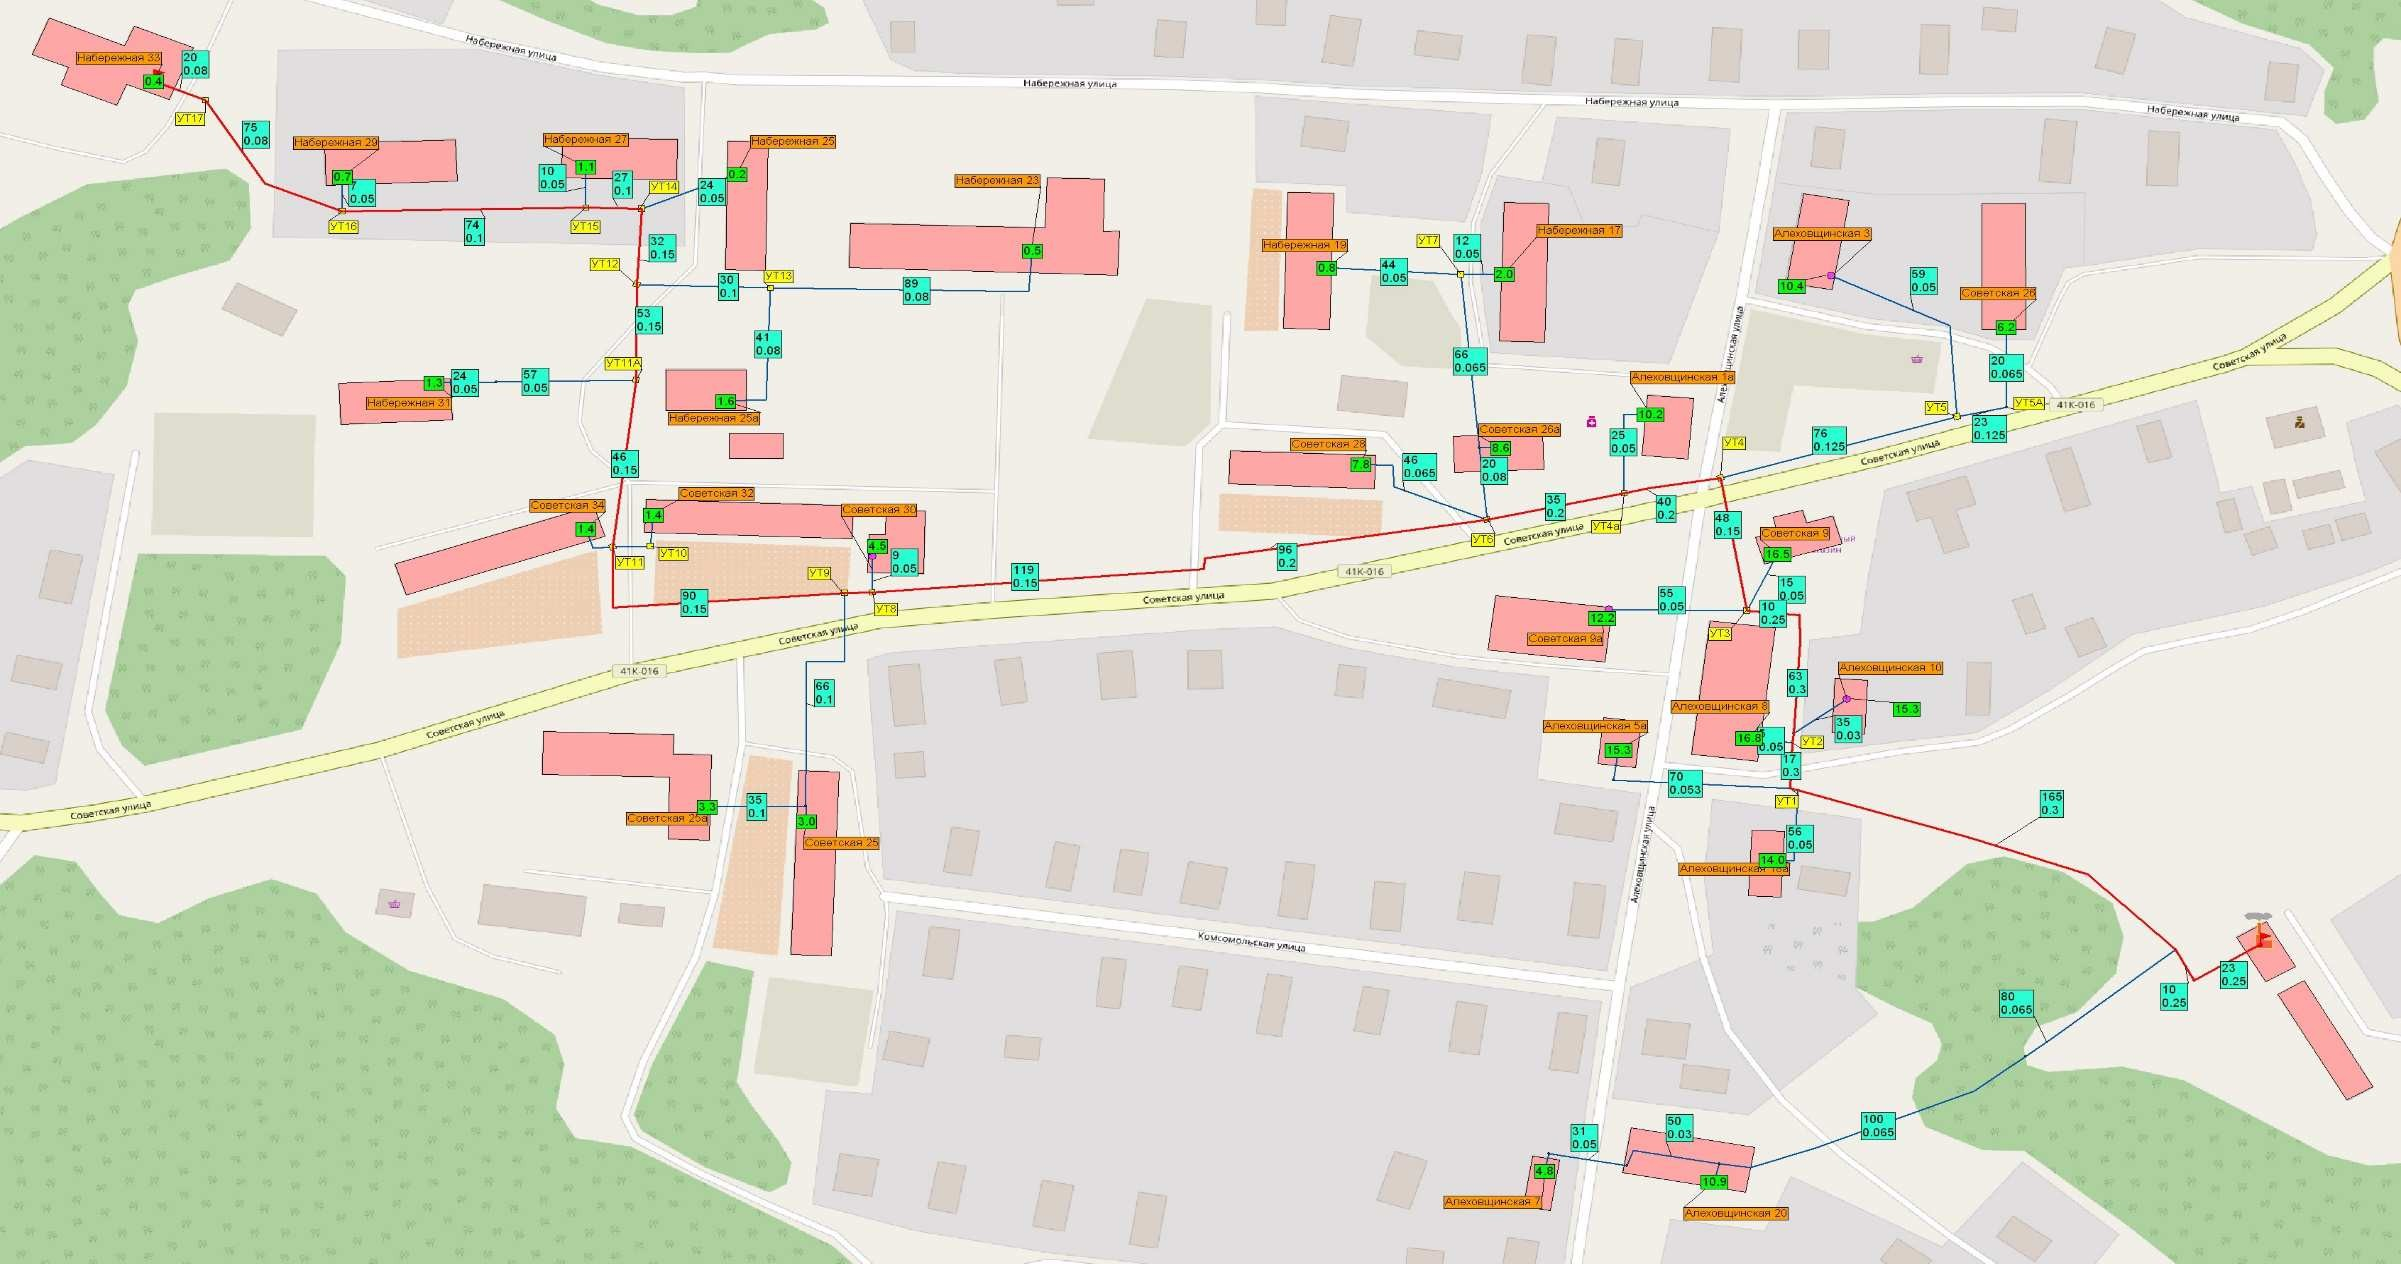 Набережная улица
Набережная улица
Набережная улица
Набережная улица
Набережная 33
20
0.08
0.4
УТ17
75
0.08
Набережная 29
0.7
7
0.05
УТ16
74
0.1
Набережная 27
1.1
10
0.05
27
0.1
УТ15
УТ14
24
0.05
Набережная 25
0.2
32
0.15
УТ12
Набережная 23
0.5
30
0.1
УТ13
89
0.08
53
0.15
41
0.08
УТ11А
1.3
24
0.05
57
0.05
Набережная 31
1.6
Набережная 25а
46
0.15
Набережная 19
0.8
44
0.05
УТ7
12
0.05
2.0
Набережная 17
66
0.065
Алеховщинская 3
10.4
59
0.05
Советская 26
6.2
20
0.065
УТ5
УТ5А
23
0.125
41К-016
Советская улица
Алеховщинская улица
Алеховщинская 1а
10.2
25
0.05
УТ4
76
0.125
Советская улица
Советская 28
7.8
46
0.065
Советская 26а
8.6
20
0.08
35
0.2
40
0.2
УТ4а
УТ6
Советская улица
48
0.15
Советская 9
16.5
15
0.05
Советская 34
1.4
Советская 32
1.4
Советская 30
4.5
9
0.05
УТ10
УТ11
УТ9
УТ8
90
0.15
119
0.15
96
0.2
41К-016
Советская улица
Советская улица
41К-016
Советская улица
Советская улица
55
0.05
12.2
Советская 9а
10
0.25
УТ3
63
0.3
Алеховщинская 10
15.3
35
0.03
Алеховщинская 8
16.8
0.05
УТ2
17
0.3
Алеховщинская 5а
15.3
70
0.053
УТ1
56
0.05
14.0
165
0.3
66
0.1
35
0.1
3.3
Советская 25а
3.0
Советская 25
Алеховщинская улица
Комсомольская улица
23
0.25
10
0.25
80
0.065
100
0.065
50
0.03
31
0.05
4.8
10.9
Алеховщинская 7
Алеховщинская 20